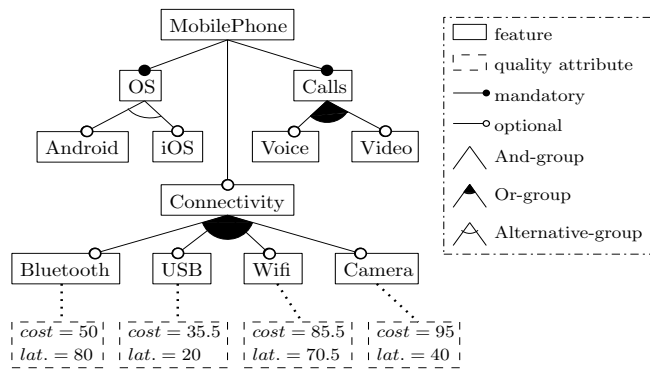 MobilePhone
OS
Calls
Android
iOS
Voice
Video
Connectivity
Bluetooth
USB
Wifi
Camera
cost = 50
lat. = 80
cost = 35.5
lat. = 20
cost = 85.5
lat. = 70.5
cost = 95
lat. = 40
feature
quality attribute
mandatory
optional
And-group
Or-group
Alternative-group